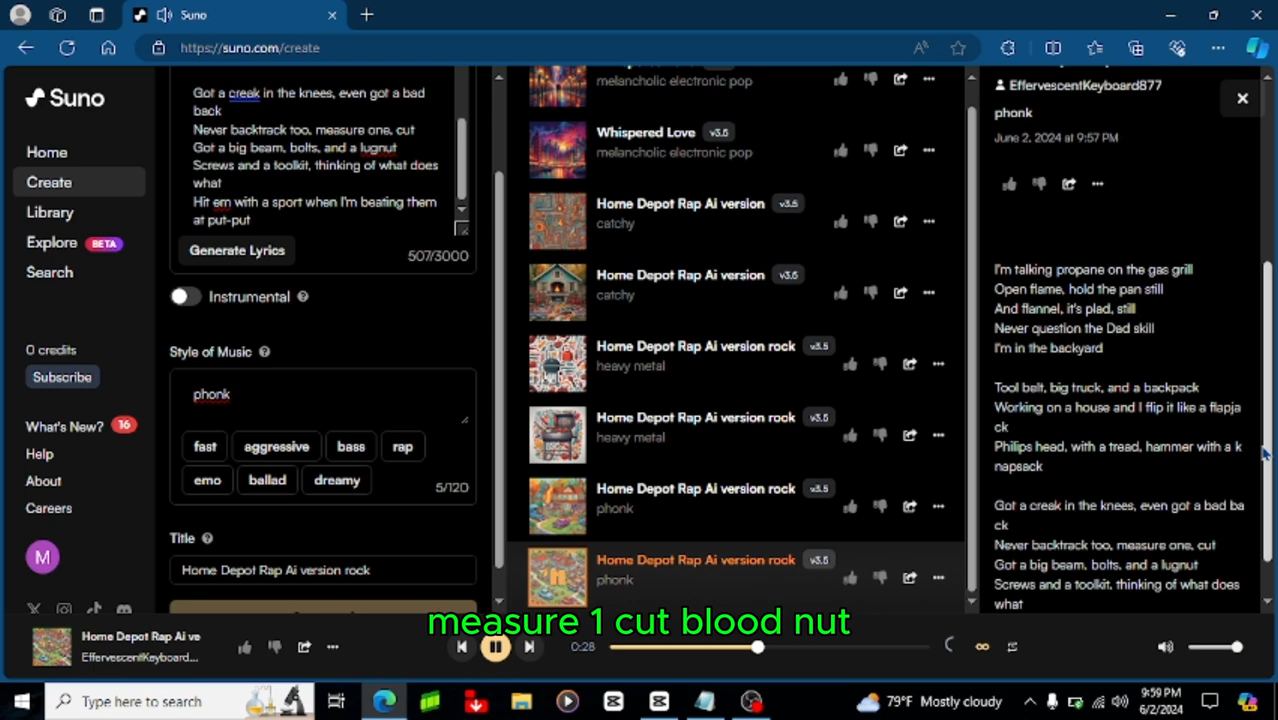 Suno
https://suno.com/create
Suno
Home
Create
Library
Explore BETA
Search
0 credits
Subscribe
What's New? 16
Help
About
Careers
M
Got a creak in the knees, even got a bad
back
Never backtrack too, measure one, cut
Got a big beam, bolts, and a lugnut
Screws and a toolkit, thinking of what does
what
Hit em with a sport when I'm beating them
at put-put
Generate Lyrics
507/3000
Instrumental
Style of Music
phonk
fast
aggressive
bass
rap
emo
ballad
dreamy
5/120
Title
Home Depot Rap Ai version rock
melancholic electronic pop
Whispered Love v3.5
melancholic electronic pop
Home Depot Rap Ai version v3.5
catchy
Home Depot Rap Ai version v3.5
catchy
Home Depot Rap Ai version rock v3.5
heavy metal
Home Depot Rap Ai version rock v3.5
heavy metal
Home Depot Rap Ai version rock v3.5
phonk
Home Depot Rap Ai version rock v3.5
phonk
EffervescentKeyboard877
phonk
June 2, 2024 at 9:57 PM
I'm talking propane on the gas grill
Open flame, hold the pan still
And flannel, it's plad, still
Never question the Dad skill
I'm in the backyard
Tool belt, big truck, and a backpack
Working on a house and I flip it like a flapja
ck
Philips head, with a tread, hammer with a k
napsack
Got a creak in the knees, even got a bad ba
ck
Never backtrack too, measure one, cut
Got a big beam, bolts, and a lugnut
Screws and a toolkit, thinking of what does
what
measure 1 cut blood nut
Home Depot Rap Ai ve
EffervescentKeyboard...
0:28
Type here to search
79°F Mostly cloudy
9:59 PM
6/2/2024